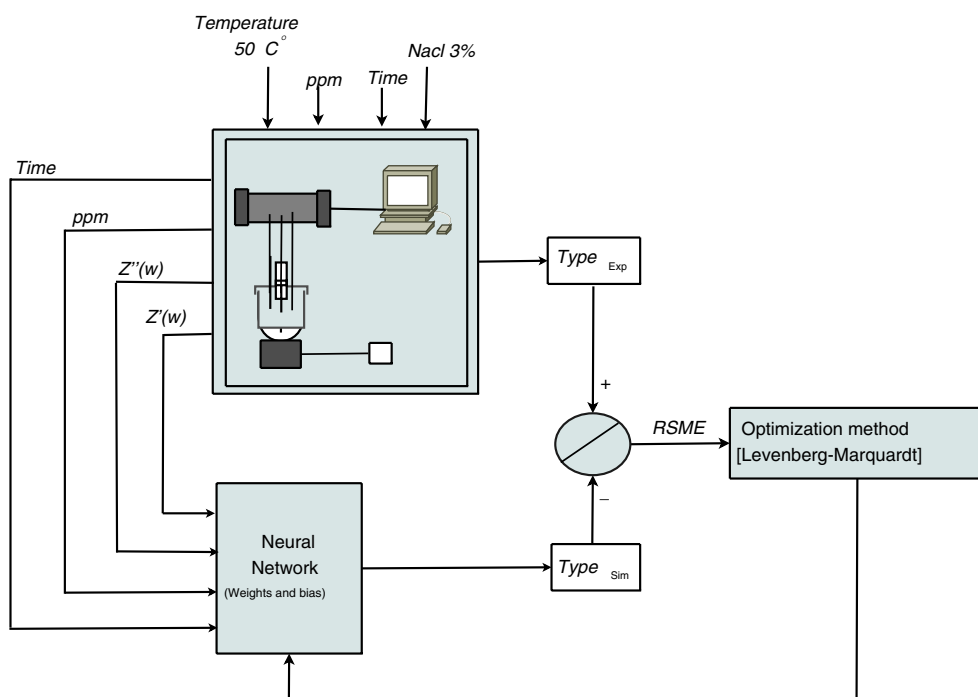 Temperature
50 C°
ppm
Time
Nacl 3%
Time
ppm
Z''(w)
Z'(w)
Type Exp
+
RSME
Optimization method
[Levenberg-Marquardt]
–
Neural
Network
(Weights and bias)
Type Sim